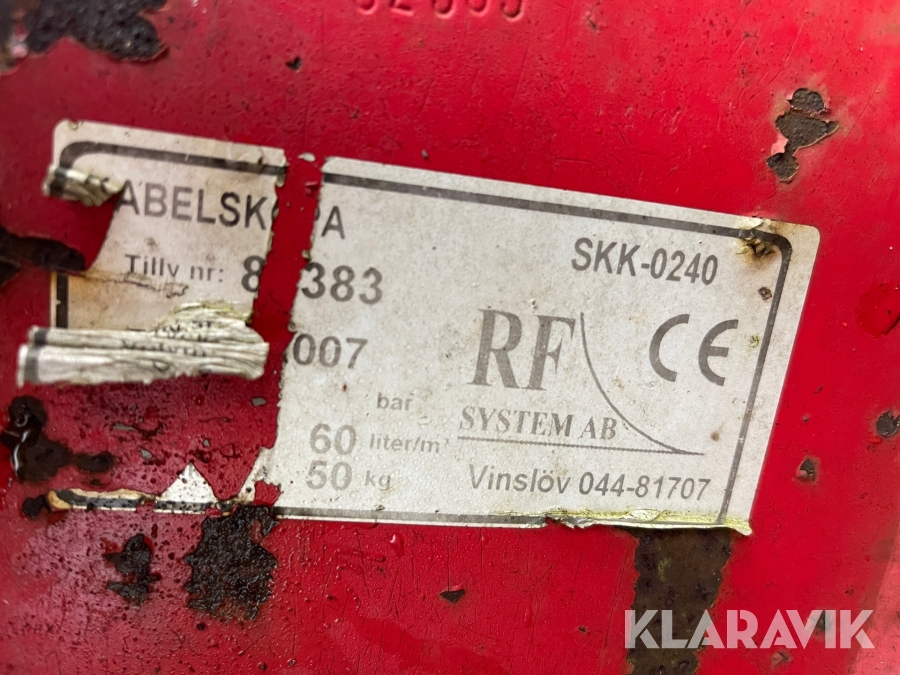 ABELSK PA
SKK-0240
Tillv nr: 8 383
007
RF
CE
bar
SYSTEM AB
60 liter/m
50 kg
Vinslöv 044-81707
KLARAVIK